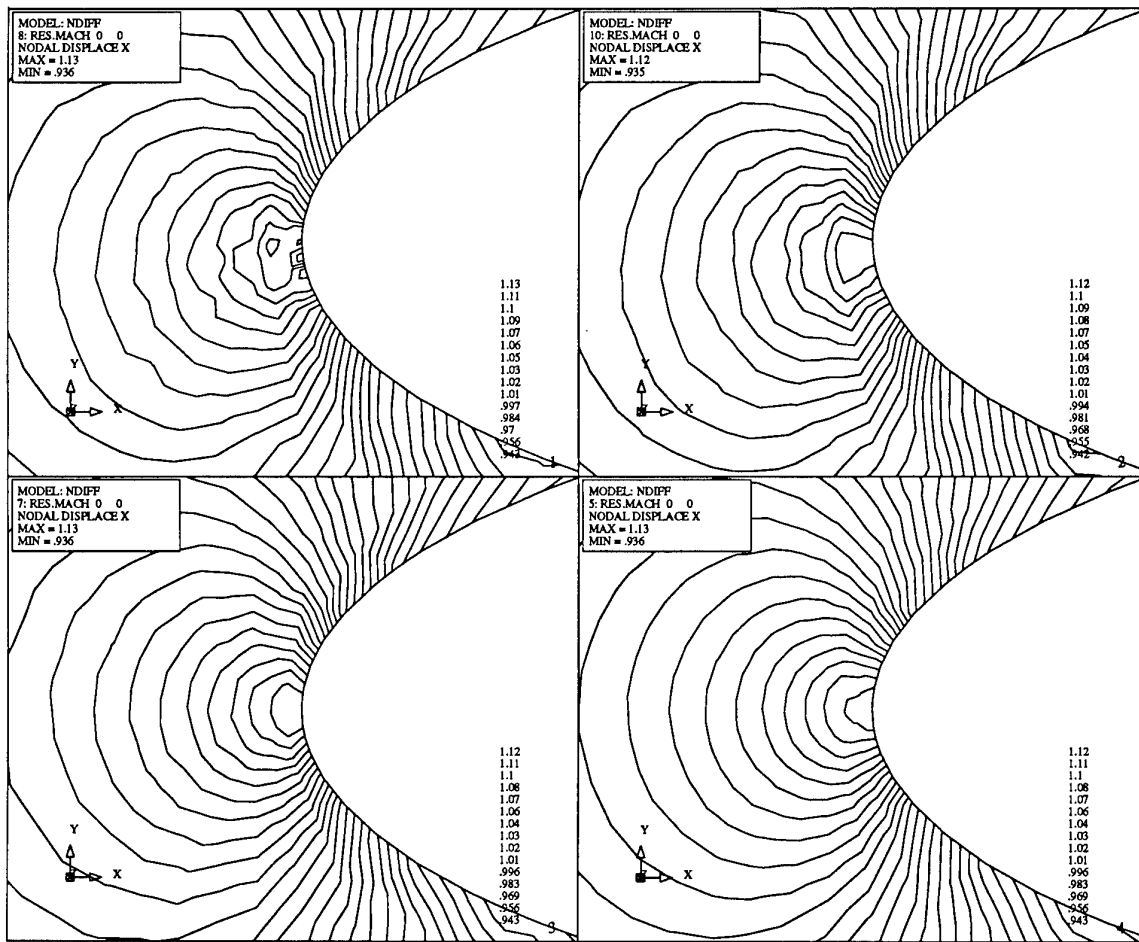 MODEL: NDIFF
8: RES.MACH 0 0
NODAL DISPLACE X
MAX = 1.13
MIN = .936
1.13
1.11
1.1
1.09
1.07
1.06
1.05
1.03
1.02
1.01
.997
.984
.97
.956
.943
Y
X
1
MODEL: NDIFF
10: RES.MACH 0 0
NODAL DISPLACE X
MAX = 1.12
MIN = .935
1.12
1.1
1.09
1.08
1.07
1.05
1.04
1.03
1.02
1.01
.994
.981
.968
.955
.942
Y
X
2
MODEL: NDIFF
7: RES.MACH 0 0
NODAL DISPLACE X
MAX = 1.13
MIN = .936
1.12
1.11
1.1
1.08
1.07
1.06
1.04
1.03
1.02
1.01
.996
.983
.969
.956
.943
Y
X
3
MODEL: NDIFF
5: RES.MACH 0 0
NODAL DISPLACE X
MAX = 1.13
MIN = .936
1.12
1.11
1.1
1.08
1.07
1.06
1.04
1.03
1.02
1.01
.996
.983
.969
.956
.943
Y
X
4